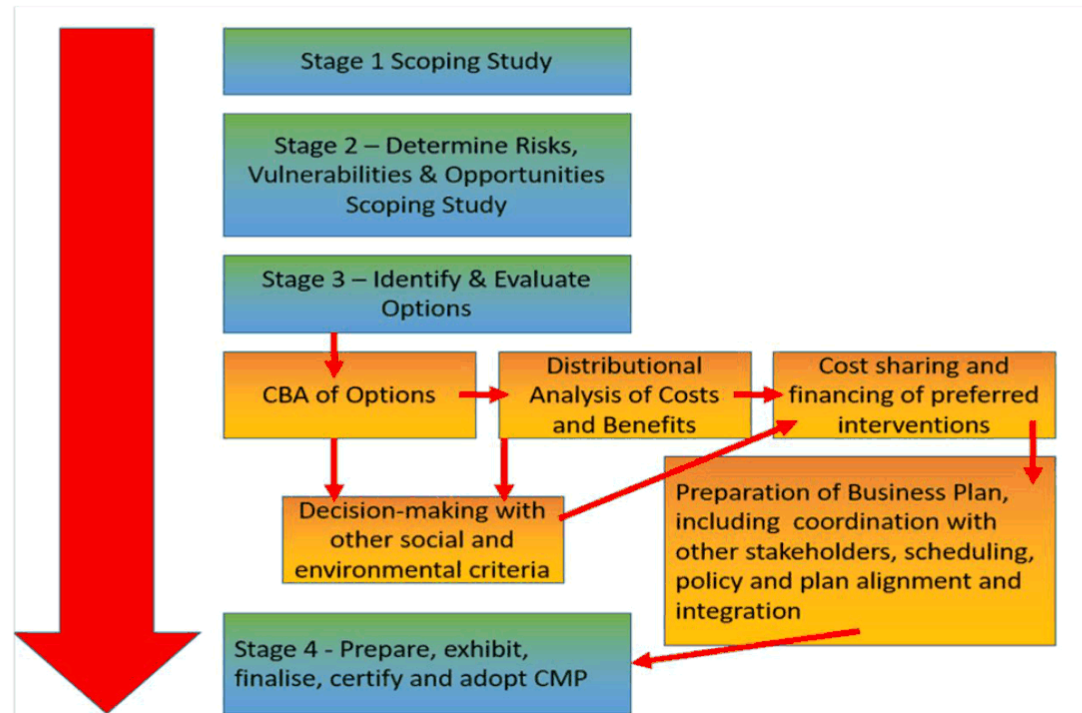 Stage 1 Scoping Study
Stage 2 – Determine Risks,
Vulnerabilities & Opportunities
Scoping Study
Stage 3 – Identify & Evaluate
Options
CBA of Options
Distributional
Analysis of Costs
and Benefits
Cost sharing and
financing of preferred
interventions
Decision-making with
other social and
environmental criteria
Preparation of Business Plan,
including coordination with
other stakeholders, scheduling,
policy and plan alignment and
integration
Stage 4 - Prepare, exhibit,
finalise, certify and adopt CMP